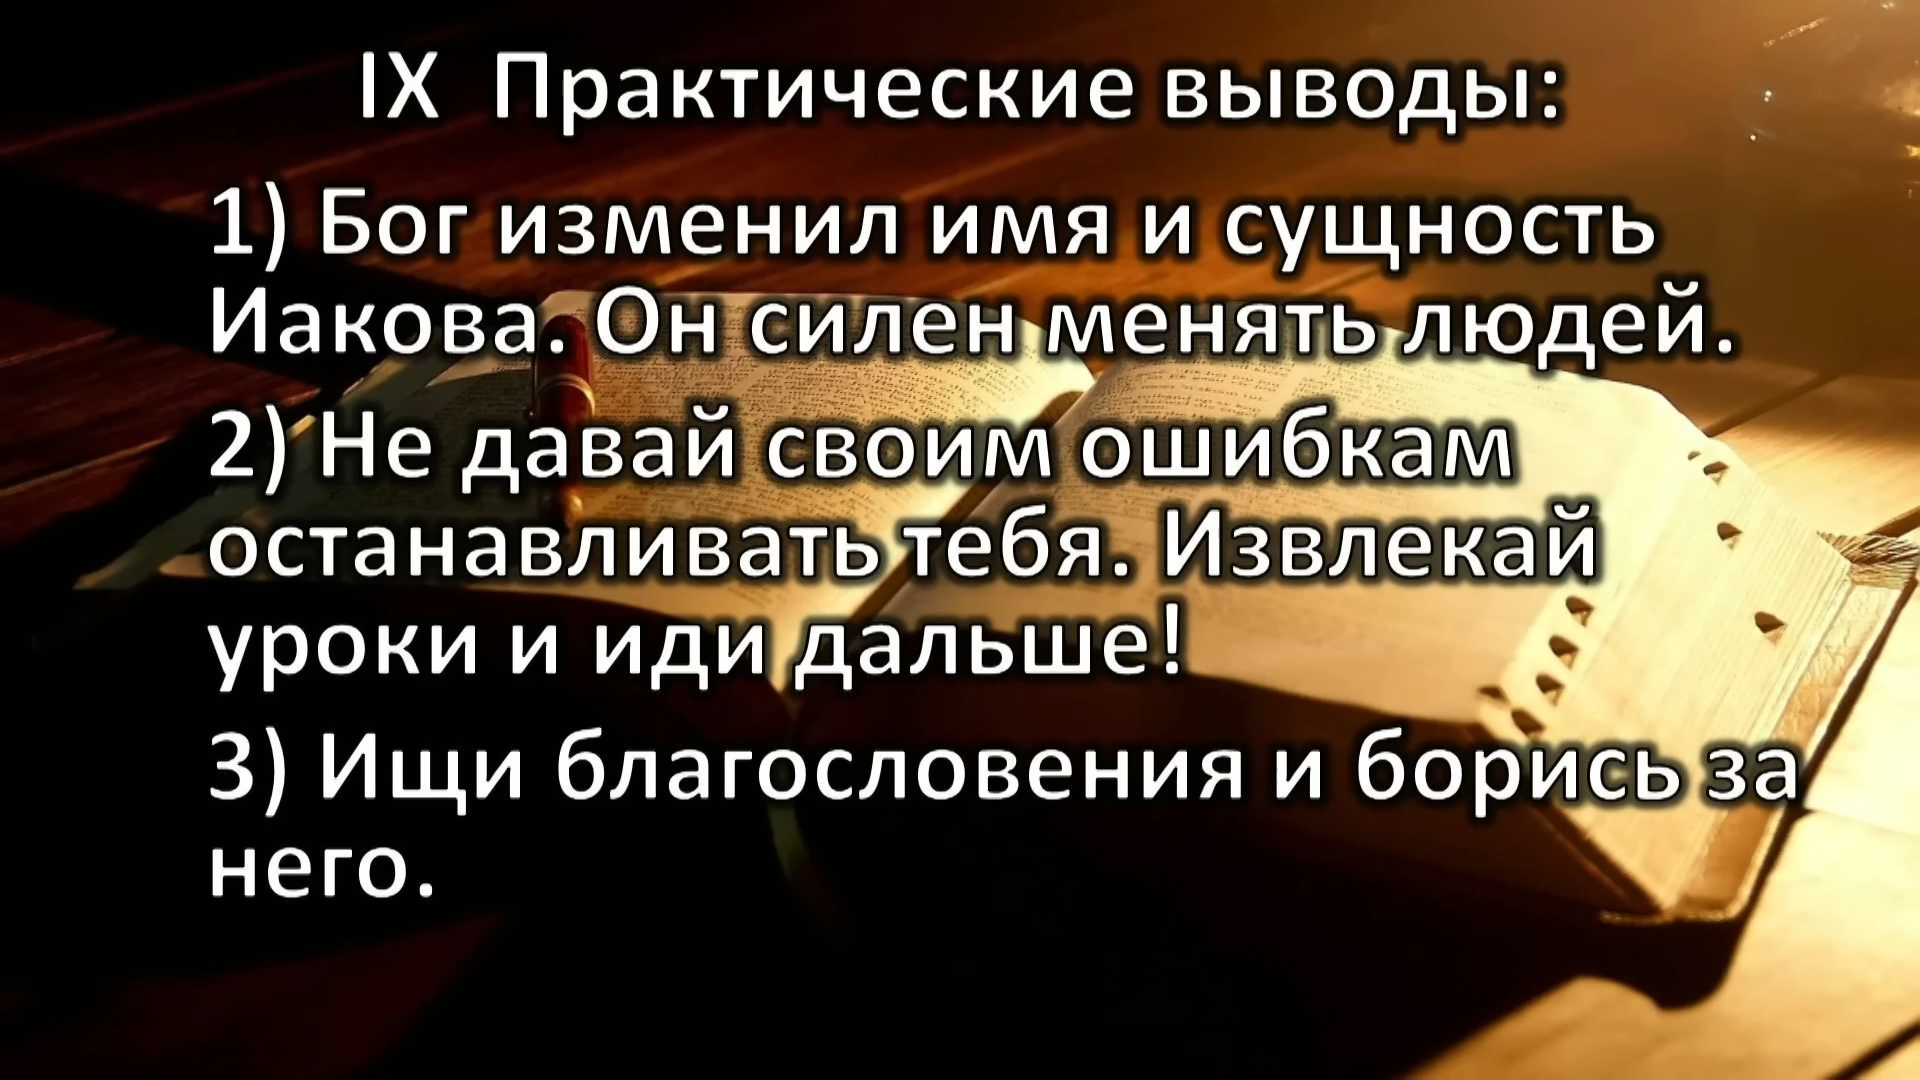 IX  Практические выводы:
1) Бог изменил имя и сущность
Иакова. Он силен менять людей.
2) Не давай своим ошибкам
останавливать тебя. Извлекай
уроки и иди дальше!
3) Ищи благословения и борись за
него.